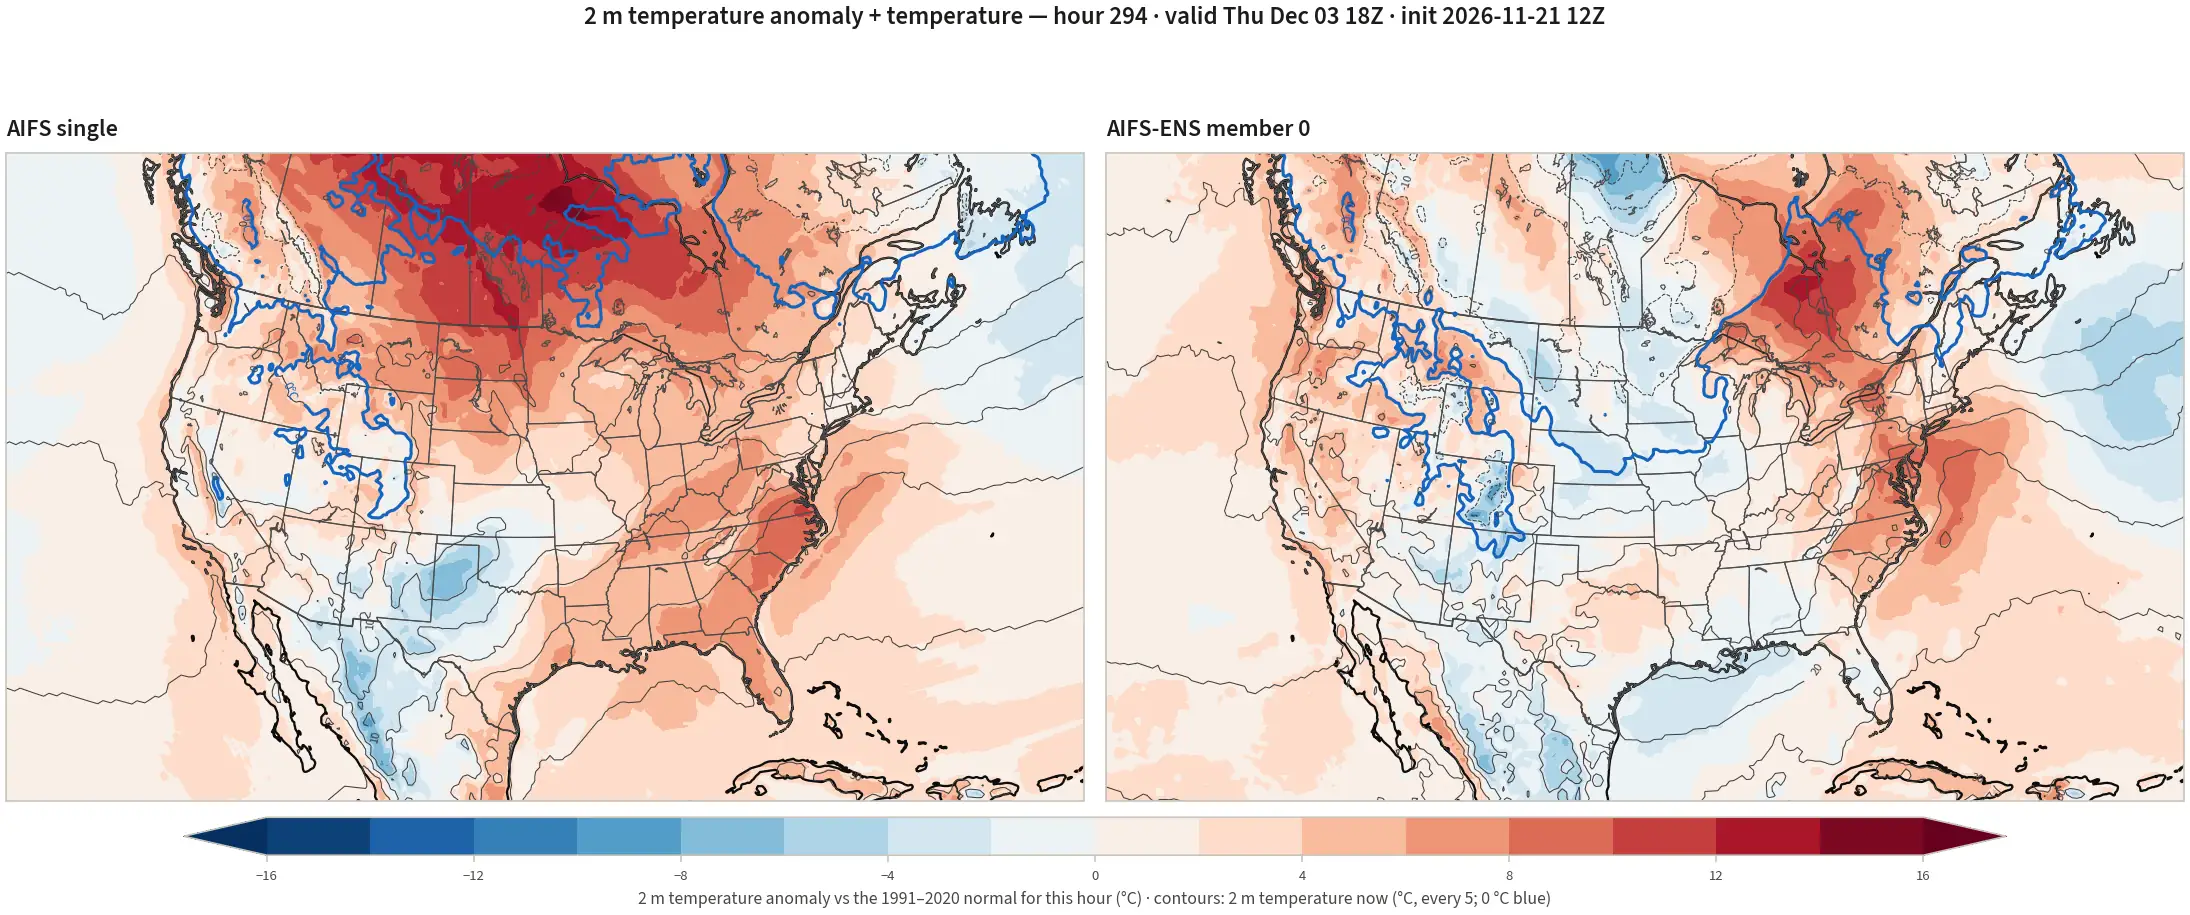 2 m temperature anomaly + temperature — hour 294 · valid Thu Dec 03 18Z · init 2026-11-21 12Z
AIFS single
AIFS-ENS member 0
−16 −12 −8 −4 0 4 8 12 16
2 m temperature anomaly vs the 1991–2020 normal for this hour (°C) · contours: 2 m temperature now (°C, every 5; 0 °C blue)